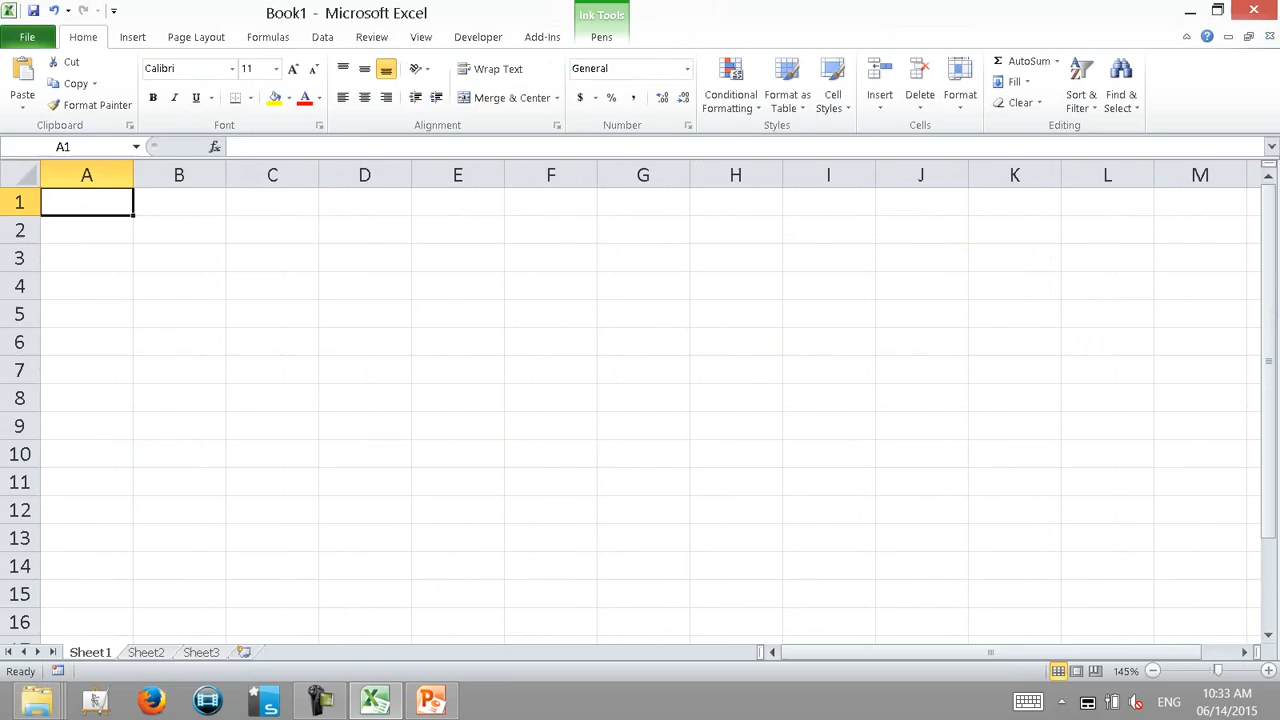 Book1 - Microsoft Excel
Ink Tools
File Home Insert Page Layout Formulas Data Review View Developer Add-Ins Pens
Paste
Cut
Copy
Format Painter
Clipboard
Calibri 11
B I U
Font
Wrap Text
Merge & Center
Alignment
General
$ % ,
Number
Conditional Formatting
Format as Table
Cell Styles
Styles
Insert
Delete
Format
Cells
AutoSum
Fill
Clear
Sort & Filter
Find & Select
Editing
A1 fx
A B C D E F G H I J K L M
1
2
3
4
5
6
7
8
9
10
11
12
13
14
15
16
Sheet1 Sheet2 Sheet3
Ready 145%
ENG
10:33 AM
06/14/2015